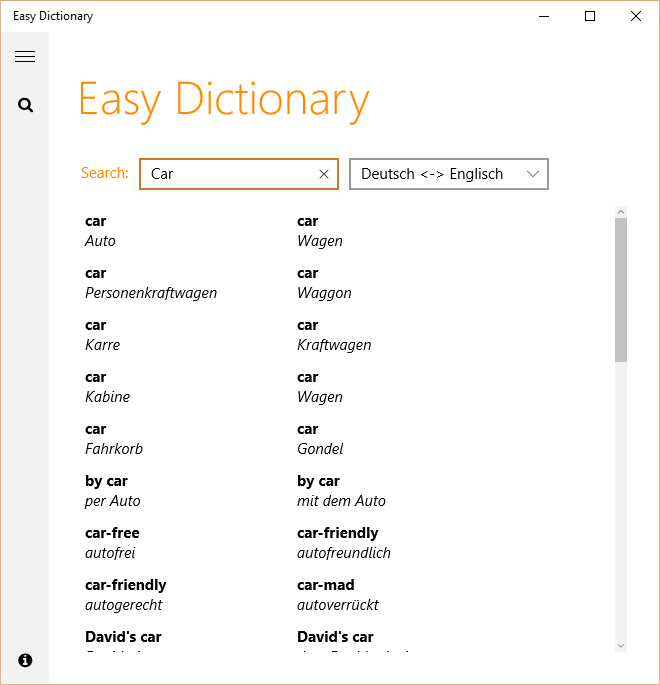 Easy Dictionary
Easy Dictionary
Search: Car Deutsch <-> Englisch
car car
Auto Wagen
car car
Personenkraftwagen Waggon
car car
Karre Kraftwagen
car car
Kabine Wagen
car car
Fahrkorb Gondel
by car by car
per Auto mit dem Auto
car-free car-friendly
autofrei autofreundlich
car-friendly car-mad
autogerecht autoverrückt
David's car David's car